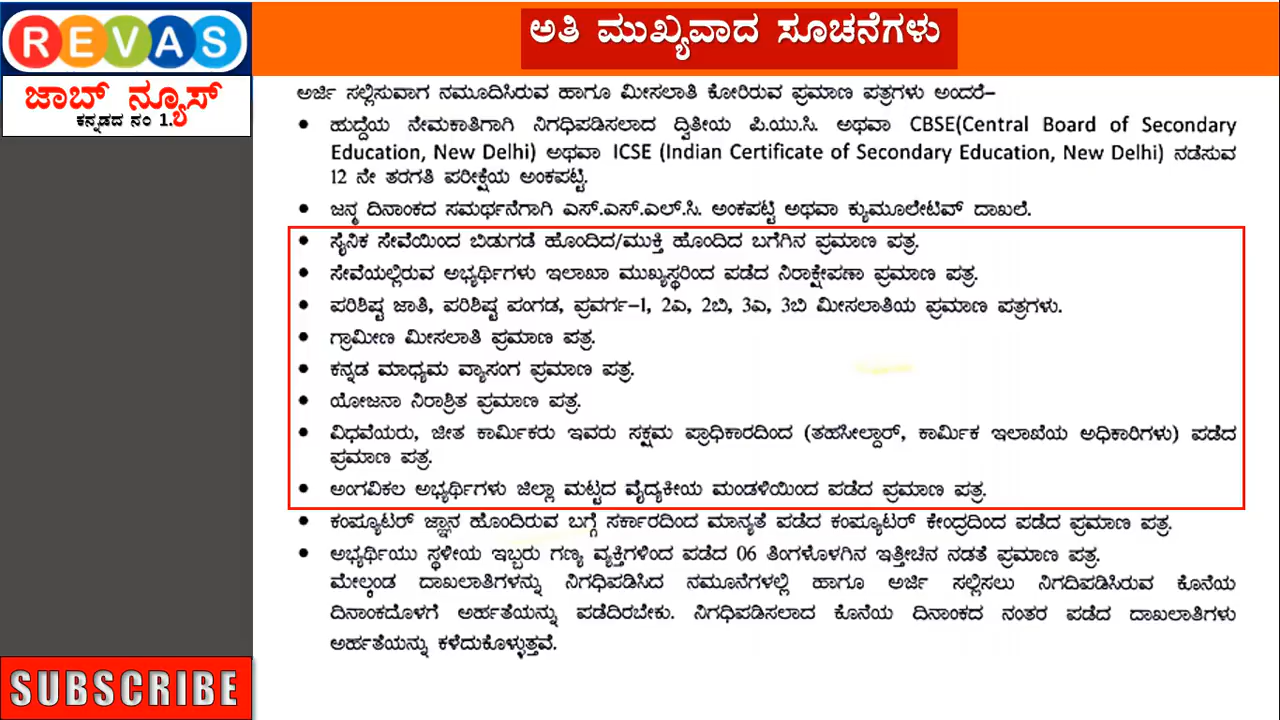 REVAS
ಜಾಬ್ ನ್ಯೂಸ್
ಕನ್ನಡದ ನಂ 1.
ಅತಿ ಮುಖ್ಯವಾದ ಸೂಚನೆಗಳು
ಅರ್ಜಿ ಸಲ್ಲಿಸುವಾಗ ನಮೂದಿಸಿರುವ ಹಾಗೂ ಮೀಸಲಾತಿ ಕೋರಿರುವ ಪ್ರಮಾಣ ಪತ್ರಗಳು ಅಂದರೆ–
• ಹುದ್ದೆಯ ನೇಮಕಾತಿಗಾಗಿ ನಿಗಧಿಪಡಿಸಲಾದ ದ್ವಿತೀಯ ಪಿ.ಯು.ಸಿ. ಅಥವಾ CBSE(Central Board of Secondary
Education, New Delhi) ಅಥವಾ ICSE (Indian Certificate of Secondary Education, New Delhi) ನಡೆಸುವ
12 ನೇ ತರಗತಿ ಪರೀಕ್ಷೆಯ ಅಂಕಪಟ್ಟಿ.
• ಜನ್ಮ ದಿನಾಂಕದ ಸಮರ್ಥನೆಗಾಗಿ ಎಸ್.ಎಸ್.ಎಲ್.ಸಿ. ಅಂಕಪಟ್ಟಿ ಅಥವಾ ಕ್ಯುಮೂಲೇಟಿವ್ ದಾಖಲೆ.
• ಸೈನಿಕ ಸೇವೆಯಿಂದ ಬಿಡುಗಡೆ ಹೊಂದಿದ/ಮುಕ್ತಿ ಹೊಂದಿದ ಬಗೆಗಿನ ಪ್ರಮಾಣ ಪತ್ರ.
• ಸೇವೆಯಲ್ಲಿರುವ ಅಭ್ಯರ್ಥಿಗಳು ಇಲಾಖಾ ಮುಖ್ಯಸ್ಥರಿಂದ ಪಡೆದ ನಿರಾಕ್ಷೇಪಣಾ ಪ್ರಮಾಣ ಪತ್ರ.
• ಪರಿಶಿಷ್ಟ ಜಾತಿ, ಪರಿಶಿಷ್ಟ ಪಂಗಡ, ಪ್ರವರ್ಗ–1, 2ಎ, 2ಬಿ, 3ಎ, 3ಬಿ ಮೀಸಲಾತಿಯ ಪ್ರಮಾಣ ಪತ್ರಗಳು.
• ಗ್ರಾಮೀಣ ಮೀಸಲಾತಿ ಪ್ರಮಾಣ ಪತ್ರ.
• ಕನ್ನಡ ಮಾಧ್ಯಮ ವ್ಯಾಸಂಗ ಪ್ರಮಾಣ ಪತ್ರ.
• ಯೋಜನಾ ನಿರಾಶ್ರಿತ ಪ್ರಮಾಣ ಪತ್ರ.
• ವಿಧವೆಯರು, ಜೀತ ಕಾರ್ಮಿಕರು ಇವರು ಸಕ್ಷಮ ಪ್ರಾಧಿಕಾರದಿಂದ (ತಹಸೀಲ್ದಾರ್, ಕಾರ್ಮಿಕ ಇಲಾಖೆಯ ಅಧಿಕಾರಿಗಳು) ಪಡೆದ
ಪ್ರಮಾಣ ಪತ್ರ.
• ಅಂಗವಿಕಲ ಅಭ್ಯರ್ಥಿಗಳು ಜಿಲ್ಲಾ ಮಟ್ಟದ ವೈದ್ಯಕೀಯ ಮಂಡಳಿಯಿಂದ ಪಡೆದ ಪ್ರಮಾಣ ಪತ್ರ.
• ಕಂಪ್ಯೂಟರ್ ಜ್ಞಾನ ಹೊಂದಿರುವ ಬಗ್ಗೆ ಸರ್ಕಾರದಿಂದ ಮಾನ್ಯತೆ ಪಡೆದ ಕಂಪ್ಯೂಟರ್ ಕೇಂದ್ರದಿಂದ ಪಡೆದ ಪ್ರಮಾಣ ಪತ್ರ.
• ಅಭ್ಯರ್ಥಿಯು ಸ್ಥಳೀಯ ಇಬ್ಬರು ಗಣ್ಯ ವ್ಯಕ್ತಿಗಳಿಂದ ಪಡೆದ 06 ತಿಂಗಳೊಳಗಿನ ಇತ್ತೀಚಿನ ನಡತೆ ಪ್ರಮಾಣ ಪತ್ರ.
ಮೇಲ್ಕಂಡ ದಾಖಲಾತಿಗಳನ್ನು ನಿಗಧಿಪಡಿಸಿದ ನಮೂನೆಗಳಲ್ಲಿ ಹಾಗೂ ಅರ್ಜಿ ಸಲ್ಲಿಸಲು ನಿಗದಿಪಡಿಸಿರುವ ಕೊನೆಯ
ದಿನಾಂಕದೊಳಗೆ ಅರ್ಹತೆಯನ್ನು ಪಡೆದಿರಬೇಕು. ನಿಗಧಿಪಡಿಸಲಾದ ಕೊನೆಯ ದಿನಾಂಕದ ನಂತರ ಪಡೆದ ದಾಖಲಾತಿಗಳು
ಅರ್ಹತೆಯನ್ನು ಕಳೆದುಕೊಳ್ಳುತ್ತವೆ.
SUBSCRIBE